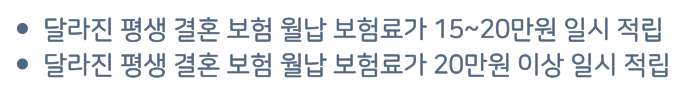 • 달라진 평생 결혼 보험 월납 보험료가 15~20만원 일시 적립
• 달라진 평생 결혼 보험 월납 보험료가 20만원 이상 일시 적립